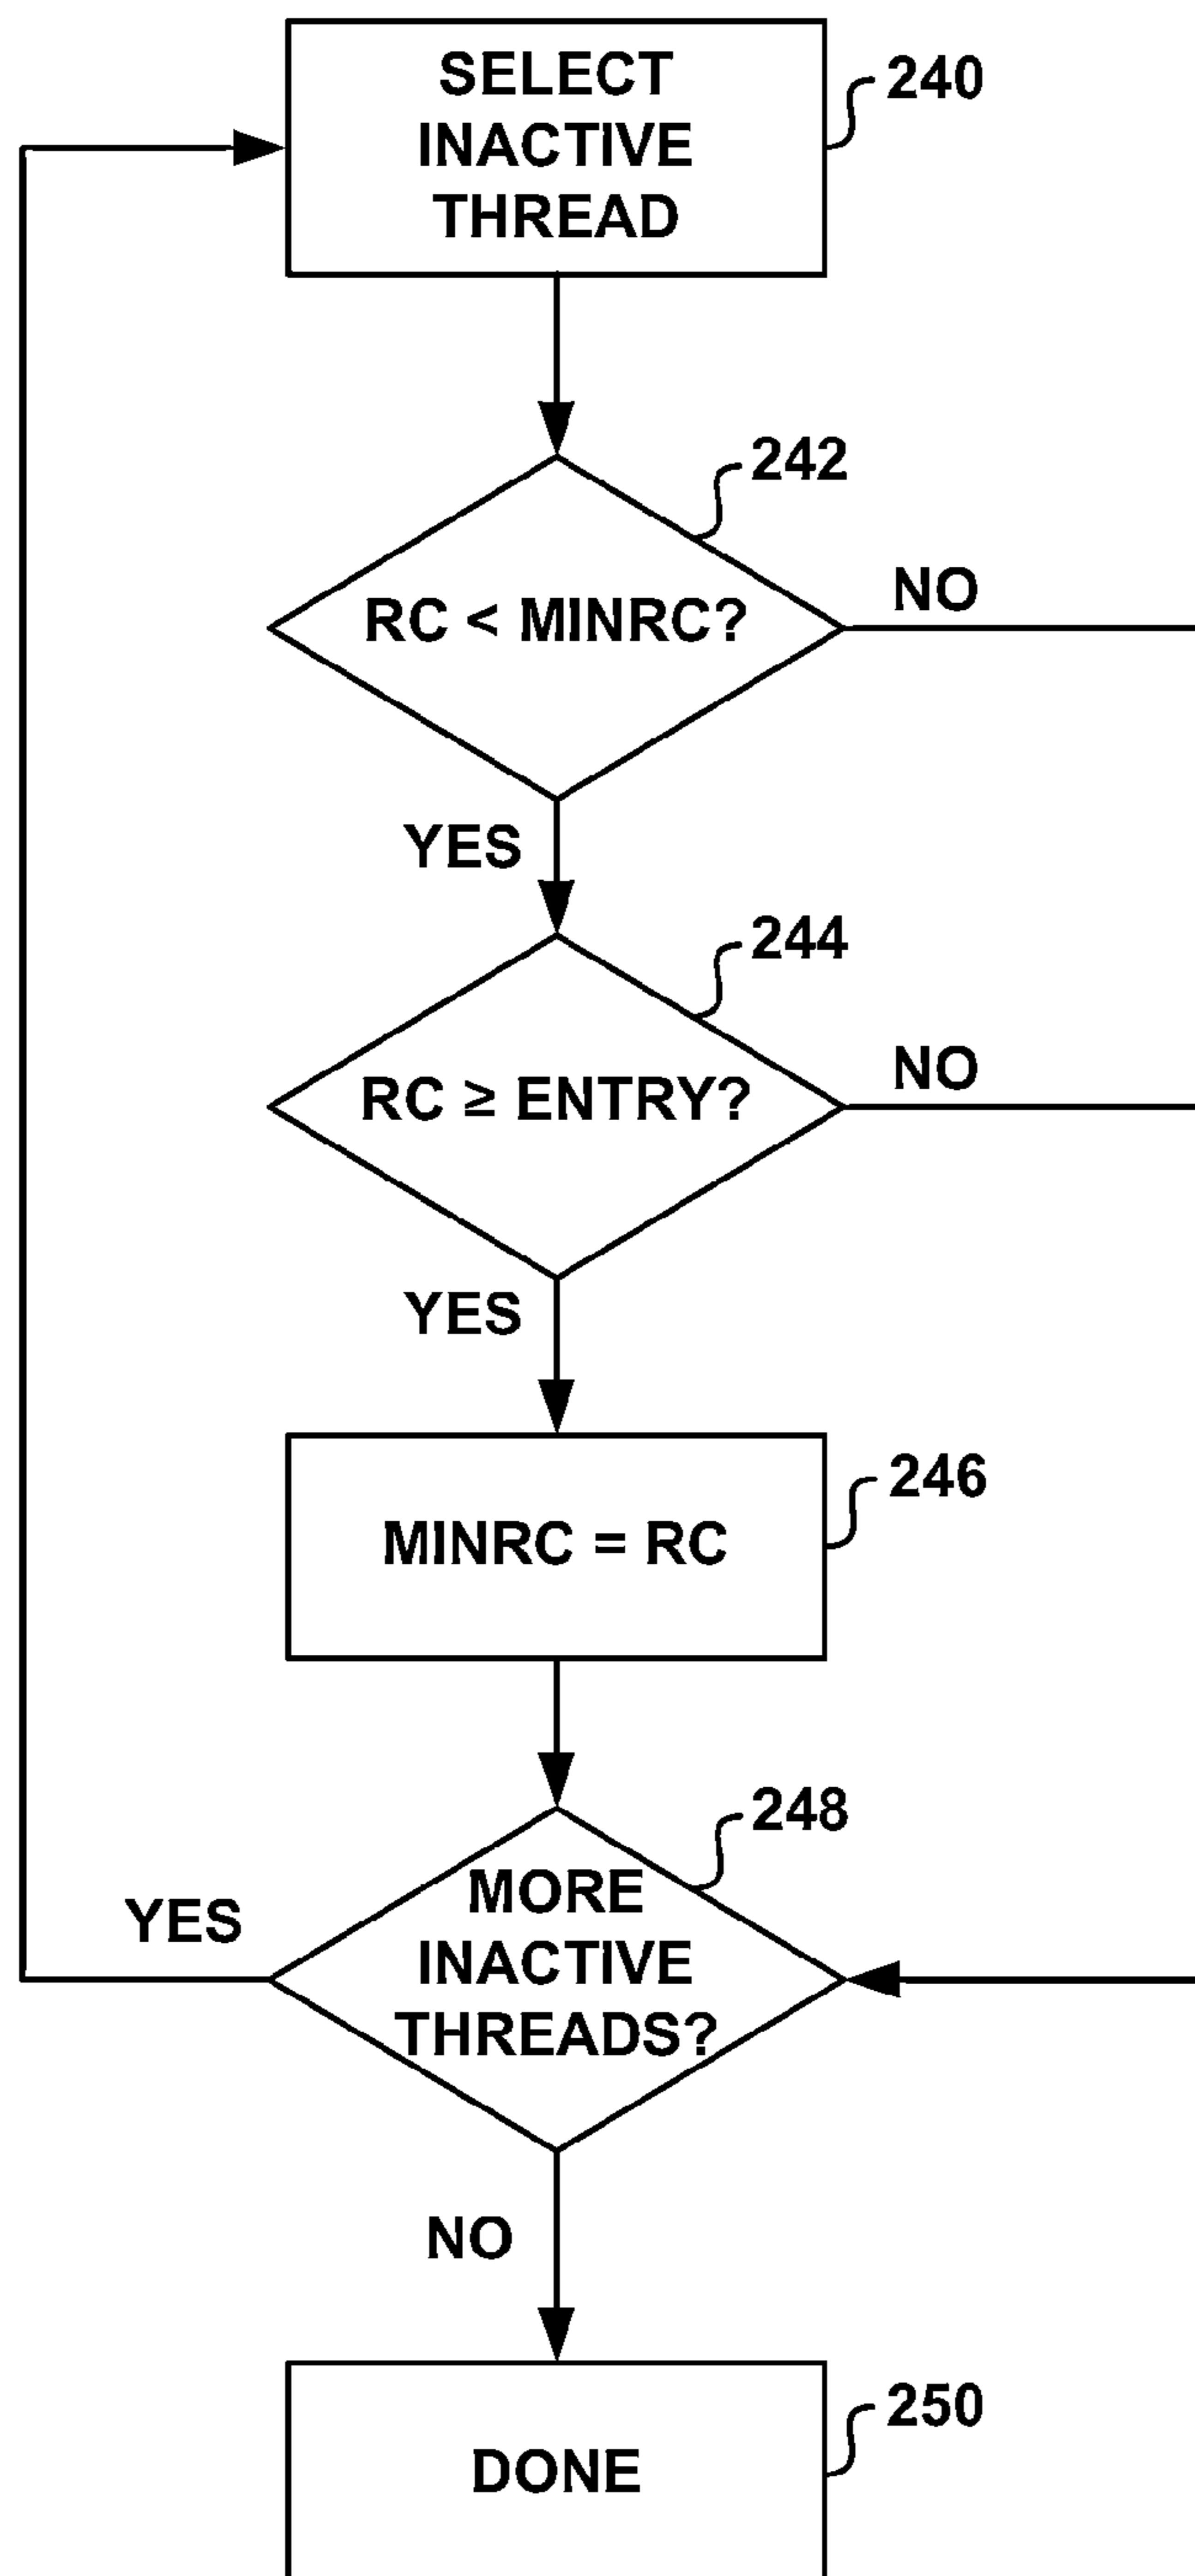 SELECT
INACTIVE
THREAD
240
242
RC < MINRC?
NO
YES
244
RC ≥ ENTRY?
NO
YES
246
MINRC = RC
248
MORE
INACTIVE
THREADS?
YES
NO
250
DONE